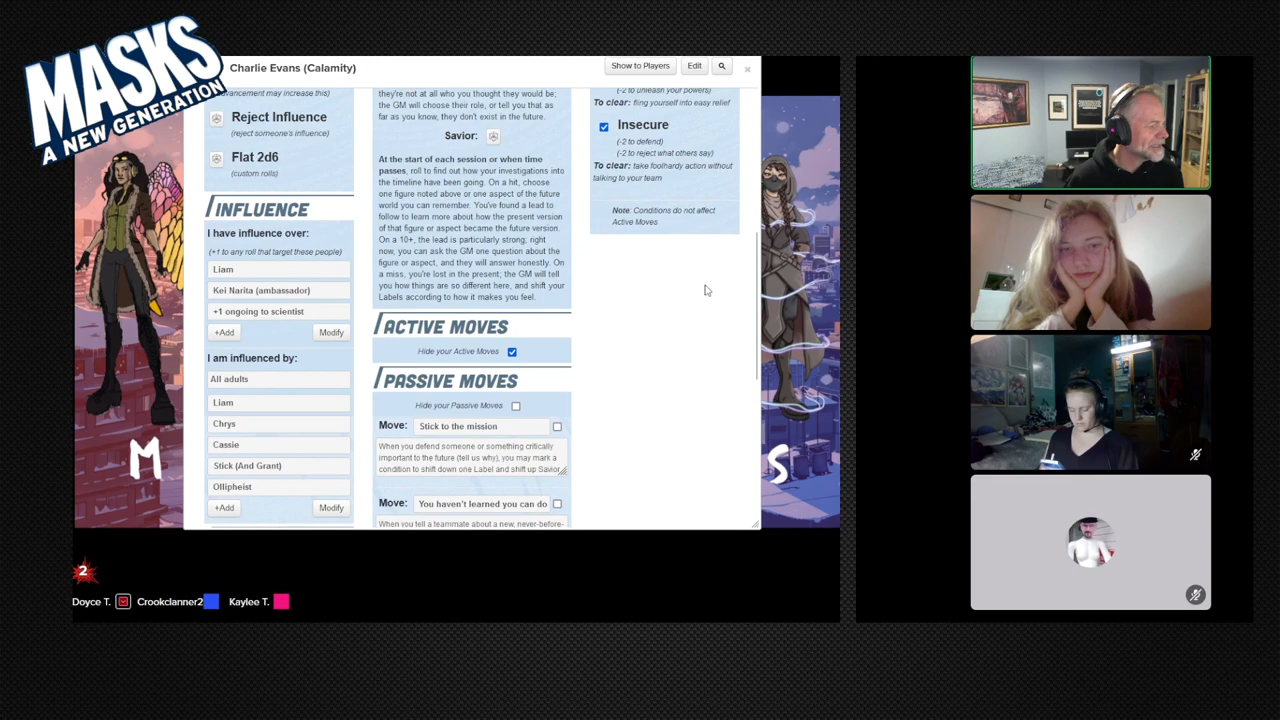 MASKS
A NEW GENERATION
Charlie Evans (Calamity)
Show to Players
Edit
advancement may increase this)
Reject Influence
(reject someone's influence)
Flat 2d6
(custom rolls)
INFLUENCE
I have influence over:
(+1 to any roll that target these people)
Liam
Kei Narita (ambassador)
+1 ongoing to scientist
+Add
Modify
I am influenced by:
All adults
Liam
Chrys
Cassie
Stick (And Grant)
Ollipheist
+Add
Modify
they're not at all who you thought they would be;
the GM will choose their role, or tell you that as
far as you know, they don't exist in the future.
Savior:
At the start of each session or when time
passes, roll to find out how your investigations
into the timeline have been going. On a hit, choose
one figure noted above or one aspect of the future
world you can remember. You've found a lead to
follow to learn more about how the present version
of that figure or aspect became the future version.
On a 10+, the lead is particularly strong; right
now, you can ask the GM one question about the
figure or aspect, and they will answer honestly. On
a miss, you're lost in the present; the GM will tell
you how things are so different here, and shift your
Labels according to how it makes you feel.
ACTIVE MOVES
Hide your Active Moves
PASSIVE MOVES
Hide your Passive Moves
Move: Stick to the mission
When you defend someone or something critically
important to the future (tell us why), you may mark a
condition to shift down one Label and shift up Savior
Move: You haven't learned you can do
When you tell a teammate about a new, never-before-
(-2 to unleash your powers)
To clear: fling yourself into easy relief
Insecure
(-2 to defend)
(-2 to reject what others say)
To clear: take foolhardy action without
talking to your team
Note: Conditions do not affect
Active Moves
M
S
2
Doyce T.
Crookclanner2
Kaylee T.